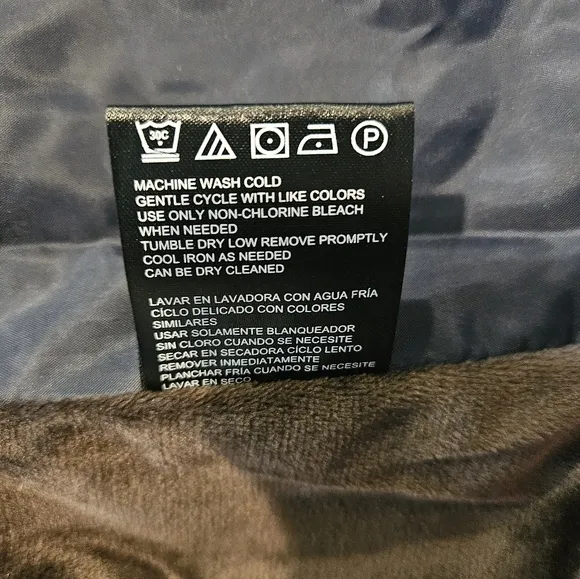 30C
P
MACHINE WASH COLD
GENTLE CYCLE WITH LIKE COLORS
USE ONLY NON-CHLORINE BLEACH
WHEN NEEDED
TUMBLE DRY LOW REMOVE PROMPTLY
COOL IRON AS NEEDED
CAN BE DRY CLEANED
LAVAR EN LAVADORA CON AGUA FRÍA
CÍCLO DELICADO CON COLORES
SIMILARES
USAR SOLAMENTE BLANQUEADOR
SIN CLORO CUANDO SE NECESITE
SECAR EN SECADORA CÍCLO LENTO
REMOVER INMEDIATAMENTE
PLANCHAR FRÍA CUANDO SE NECESITE
LAVAR EN SECO